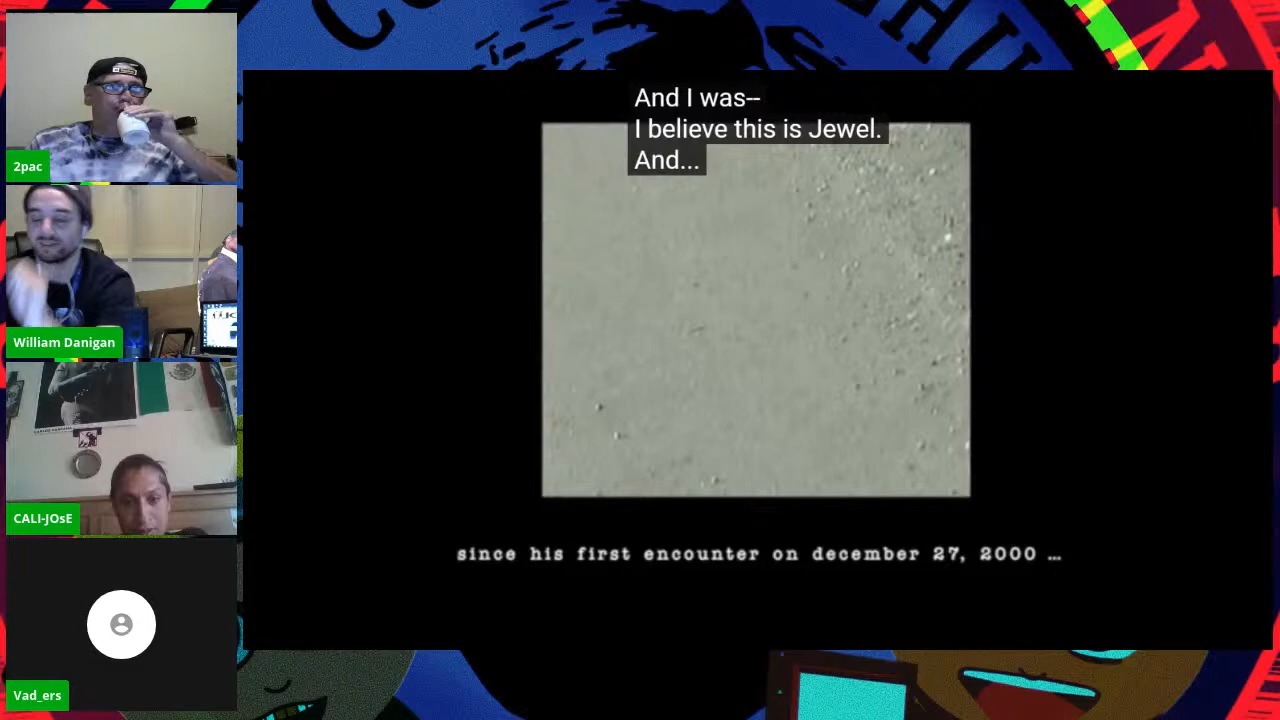 2pac
William Danigan
CALI-JOsE
Vad_ers
And I was--
I believe this is Jewel.
And...
since his first encounter on december 27, 2000 …